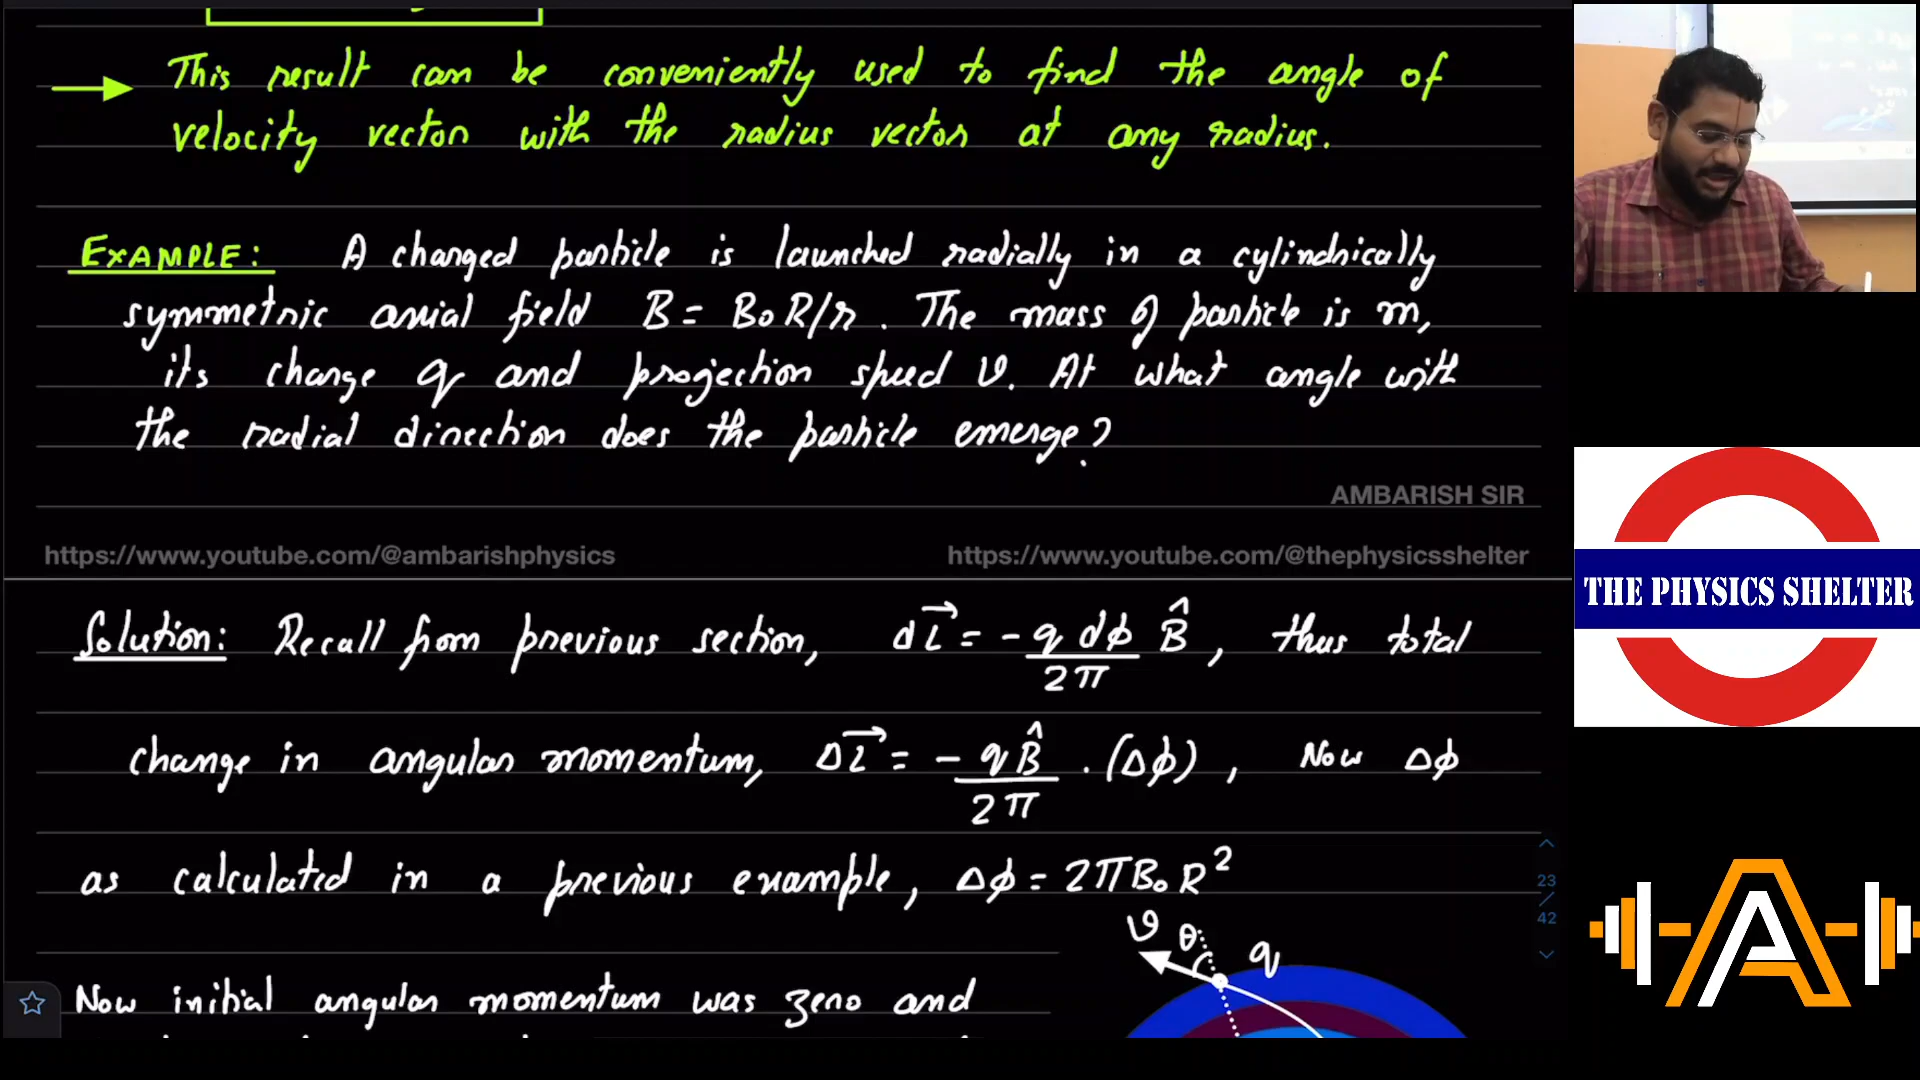 This result can be conveniently used to find the angle of
velocity vector with the radius vector at any radius.
EXAMPLE: A charged particle is launched radially in a cylindrically
symmetric axial field B = B₀R/r. The mass of particle is m,
its charge q and projection speed v. At what angle with
the radial direction does the particle emerge?
AMBARISH SIR
https://www.youtube.com/@ambarishphysics
https://www.youtube.com/@thephysicsshelter
Solution: Recall from previous section, dL⃗ = -q dϕ/2π B̂, thus total
change in angular momentum, ΔL⃗ = -qB̂/2π . (Δϕ), Now Δϕ
as calculated in a previous example, Δϕ = 2πB₀R²
v θ q
Now initial angular momentum was zero and
23
/
42
THE PHYSICS SHELTER
A